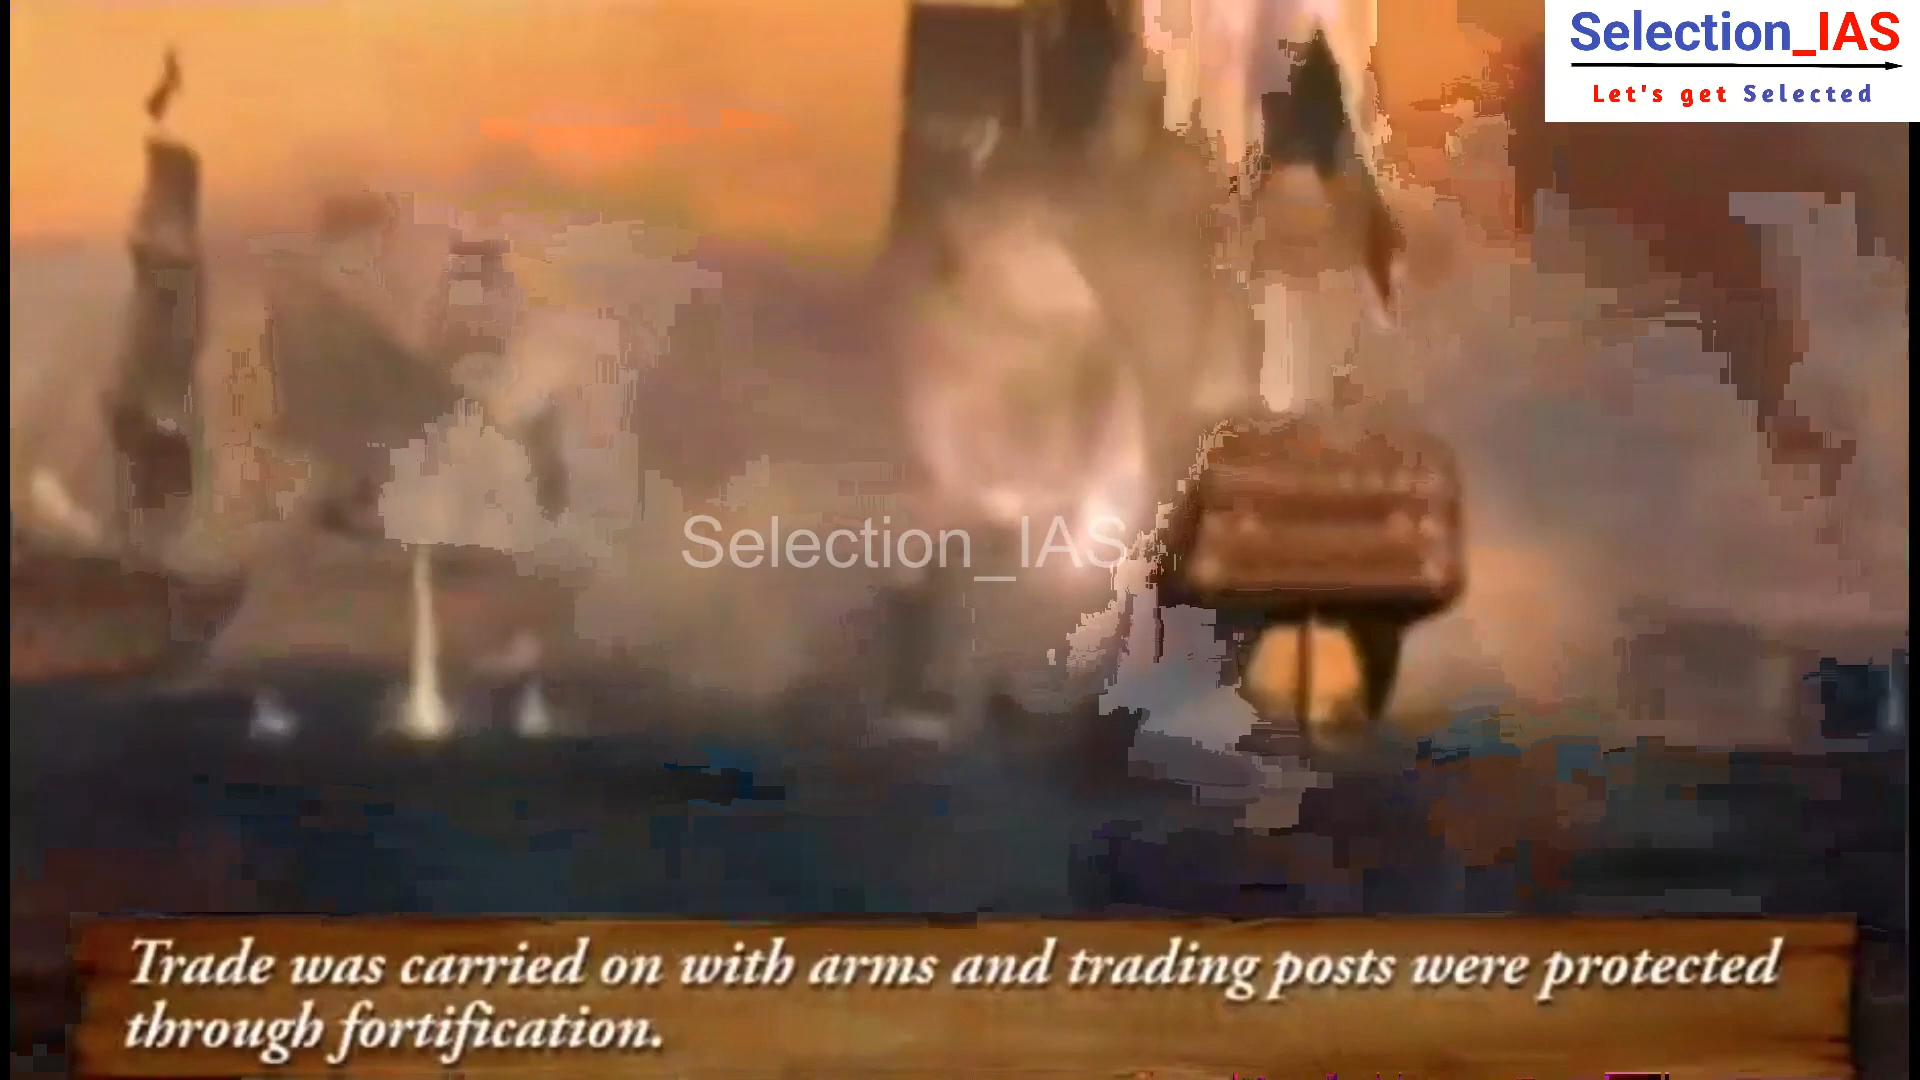 Selection_IAS
Let's get Selected
Selection_IAS
Trade was carried on with arms and trading posts were protected
through fortification.